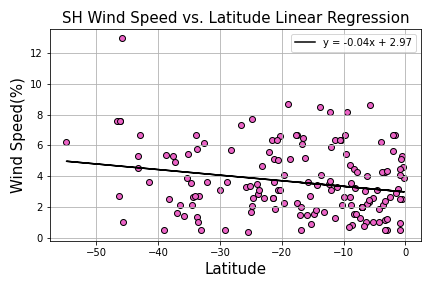 SH Wind Speed vs. Latitude Linear Regression
y = -0.04x + 2.97
12
10
8
6
4
2
0
Wind Speed(%)
−50 −40 −30 −20 −10 0
Latitude